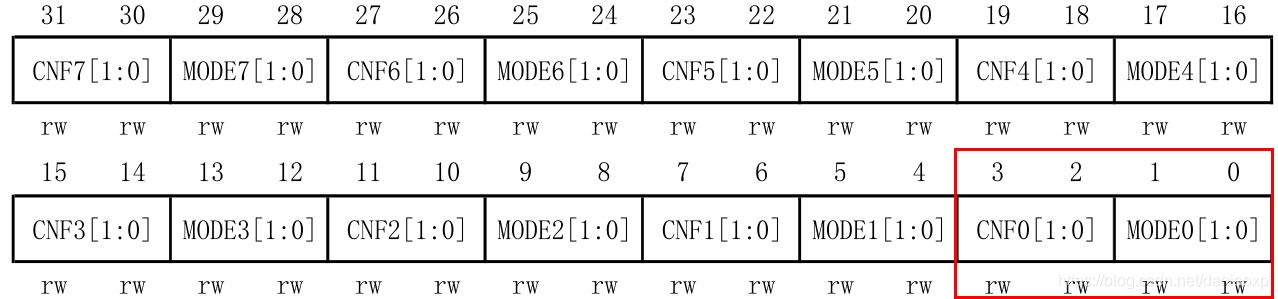 31 30 29 28 27 26 25 24 23 22 21 20 19 18 17 16
CNF7[1:0] MODE7[1:0] CNF6[1:0] MODE6[1:0] CNF5[1:0] MODE5[1:0] CNF4[1:0] MODE4[1:0]
rw rw rw rw rw rw rw rw rw rw rw rw rw rw rw rw
15 14 13 12 11 10 9 8 7 6 5 4 3 2 1 0
CNF3[1:0] MODE3[1:0] CNF2[1:0] MODE2[1:0] CNF1[1:0] MODE1[1:0] CNF0[1:0] MODE0[1:0]
rw rw rw rw rw rw rw rw rw rw rw rw rw rw rw rw